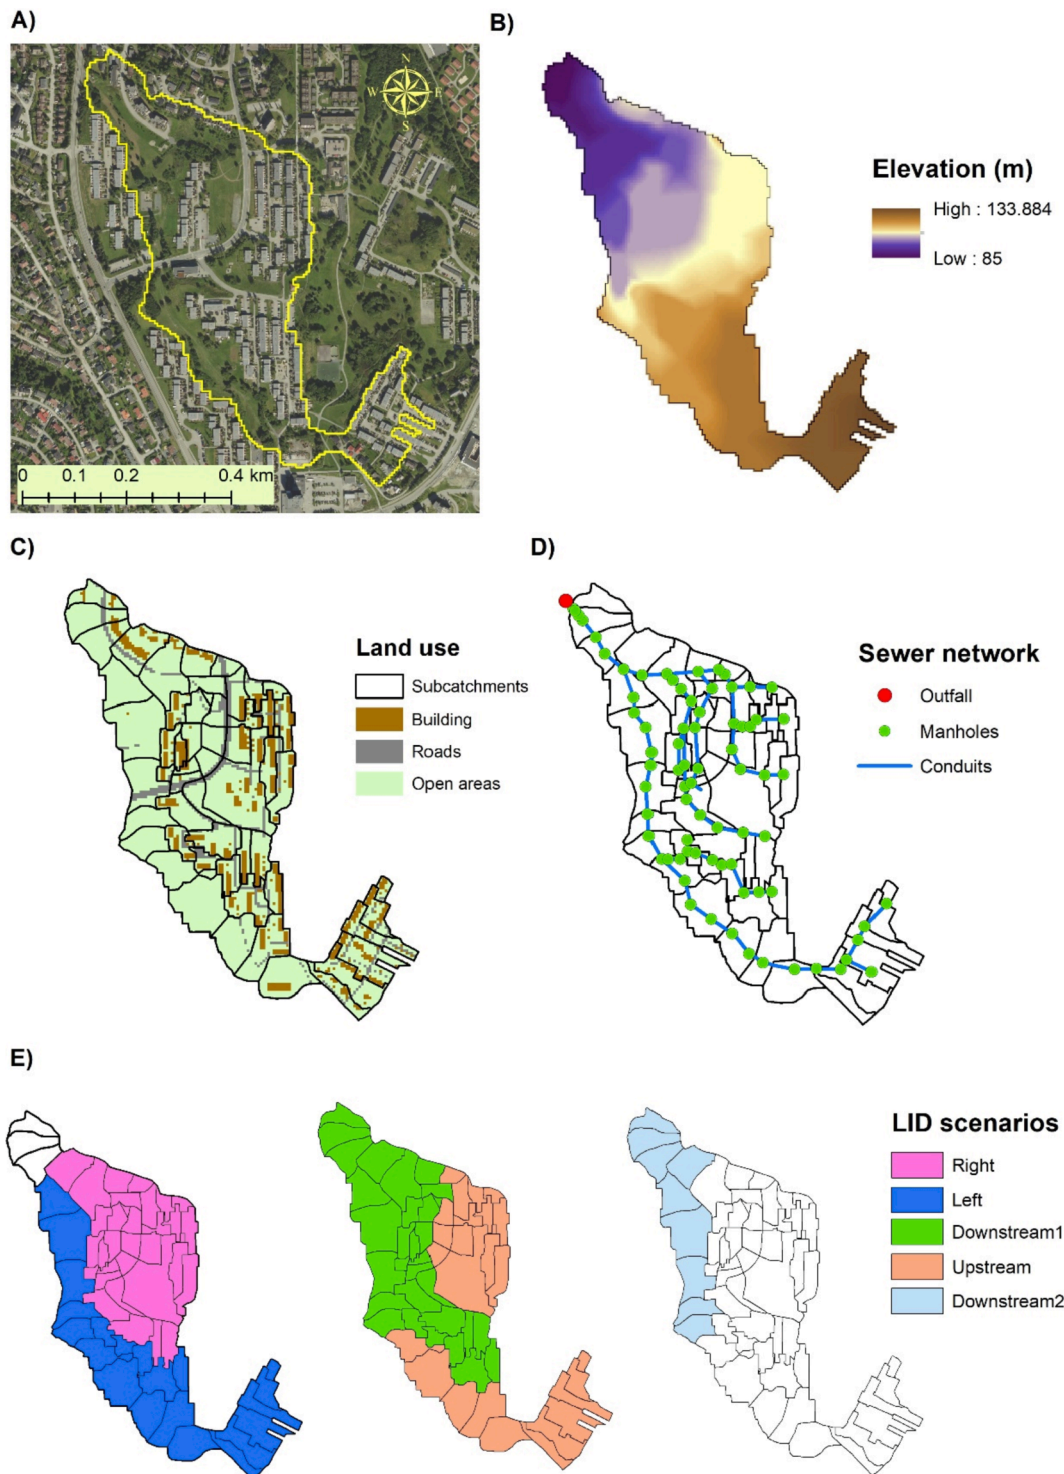 A)
N
W
E
S
0
0.1
0.2
0.4 km
B)
Elevation (m)
High : 133.884
Low : 85
C)
Land use
Subcatchments
Building
Roads
Open areas
D)
Sewer network
Outfall
Manholes
Conduits
E)
LID scenarios
Right
Left
Downstream1
Upstream
Downstream2